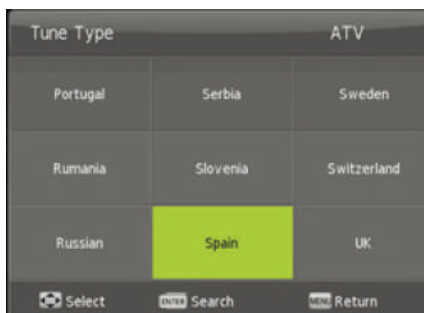 Tune Type ATV
Portugal Serbia Sweden
Rumania Slovenia Switzerland
Russian Spain UK
Select ENTER Search MENU Return